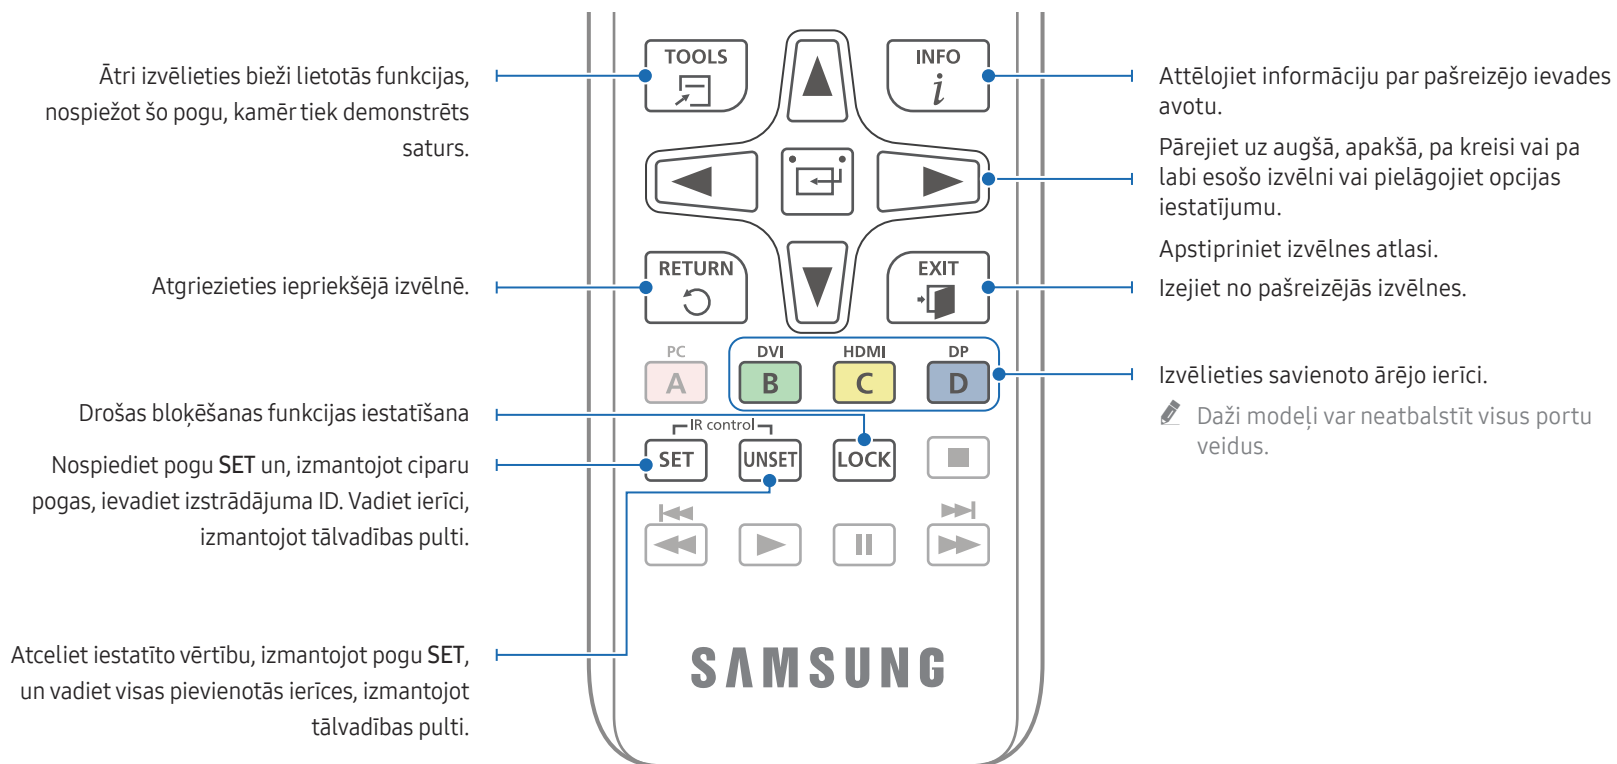 Ātri izvēlieties bieži lietotās funkcijas,
nospiežot šo pogu, kamēr tiek demonstrēts
saturs.
Atgriezieties iepriekšējā izvēlnē.
Drošas bloķēšanas funkcijas iestatīšana
Nospiediet pogu SET un, izmantojot ciparu
pogas, ievadiet izstrādājuma ID. Vadiet ierīci,
izmantojot tālvadības pulti.
Atceliet iestatīto vērtību, izmantojot pogu SET,
un vadiet visas pievienotās ierīces, izmantojot
tālvadības pulti.
TOOLS
INFO
i
RETURN
EXIT
PC
DVI
HDMI
DP
A
B
C
D
IR control
SET
UNSET
LOCK
SAMSUNG
Attēlojiet informāciju par pašreizējo ievades
avotu.
Pārejiet uz augšā, apakšā, pa kreisi vai pa
labi esošo izvēlni vai pielāgojiet opcijas
iestatījumu.
Apstipriniet izvēlnes atlasi.
Izejiet no pašreizējās izvēlnes.
Izvēlieties savienoto ārējo ierīci.
Daži modeļi var neatbalstīt visus portu
veidus.